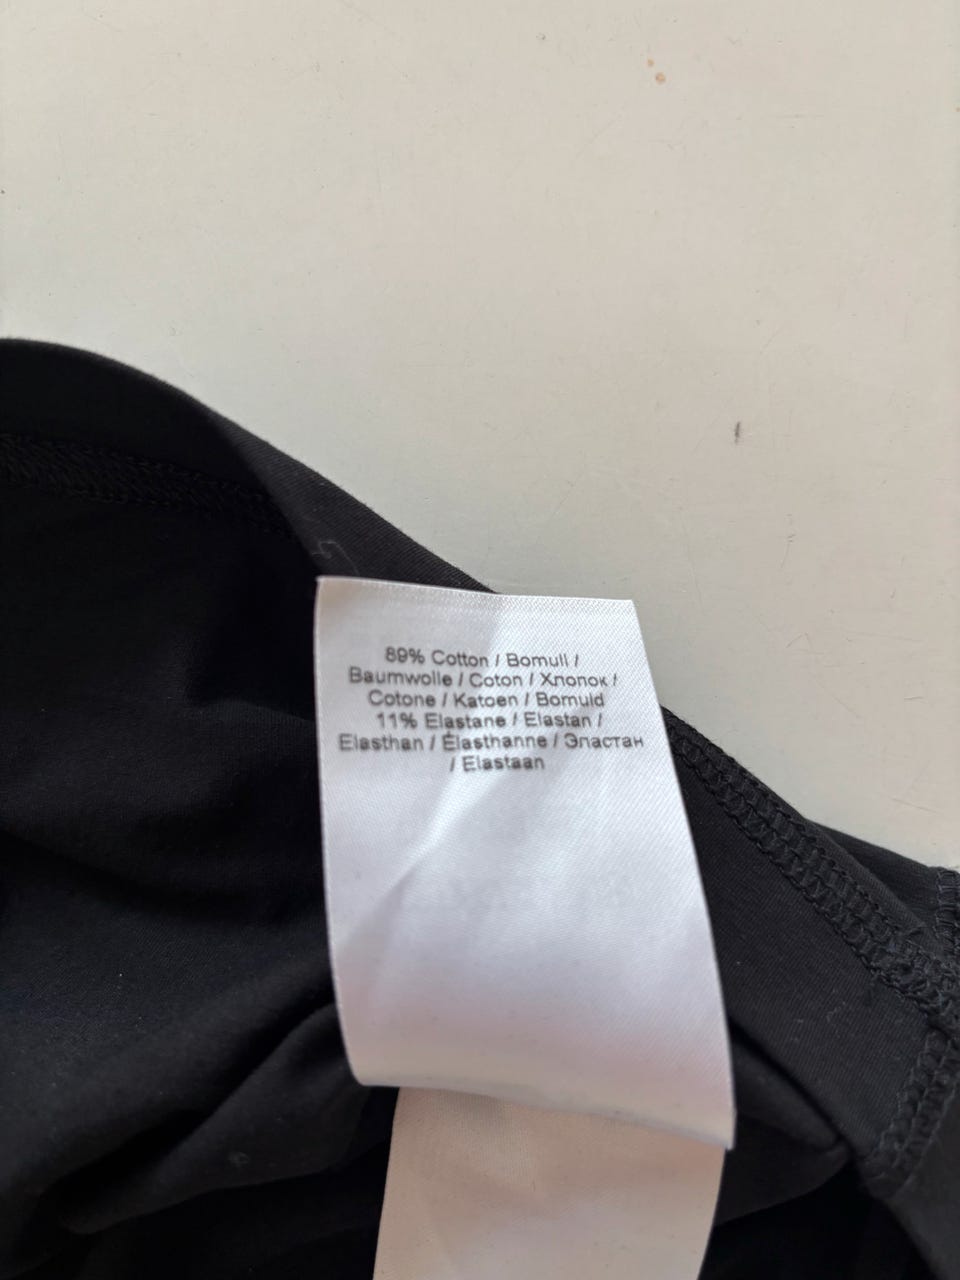 89% Cotton / Bomull /
Baumwolle / Coton / Хлопок /
Cotone / Katoen / Bomuld
11% Elastane / Elastan /
Elasthan / Élasthanne / Эластан
/ Elastaan